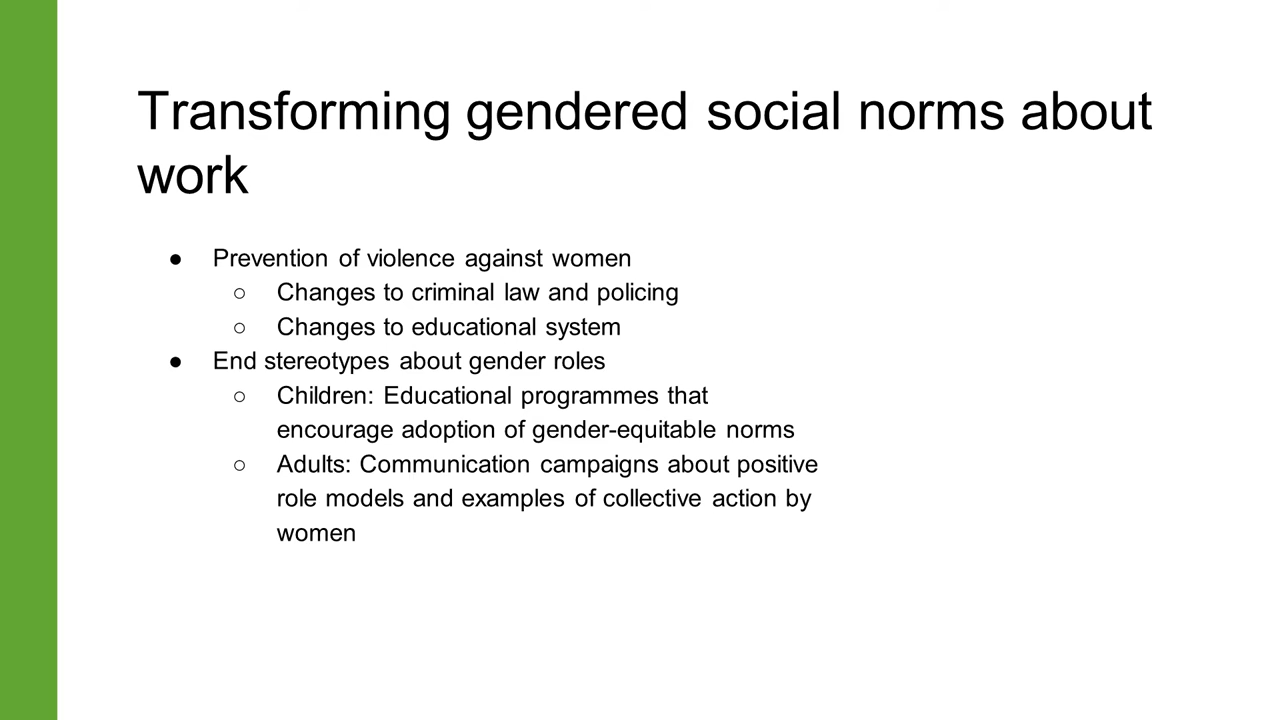 Transforming gendered social norms about
work
● Prevention of violence against women
○ Changes to criminal law and policing
○ Changes to educational system
● End stereotypes about gender roles
○ Children: Educational programmes that
encourage adoption of gender-equitable norms
○ Adults: Communication campaigns about positive
role models and examples of collective action by
women